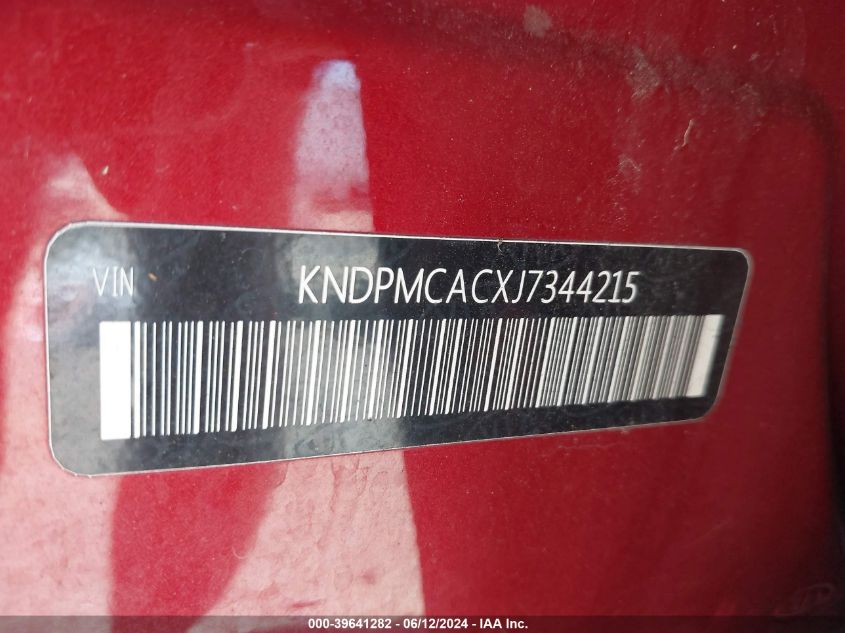 VIN KNDPMCACXJ7344215
000-39641282 - 06/12/2024 - IAA Inc.